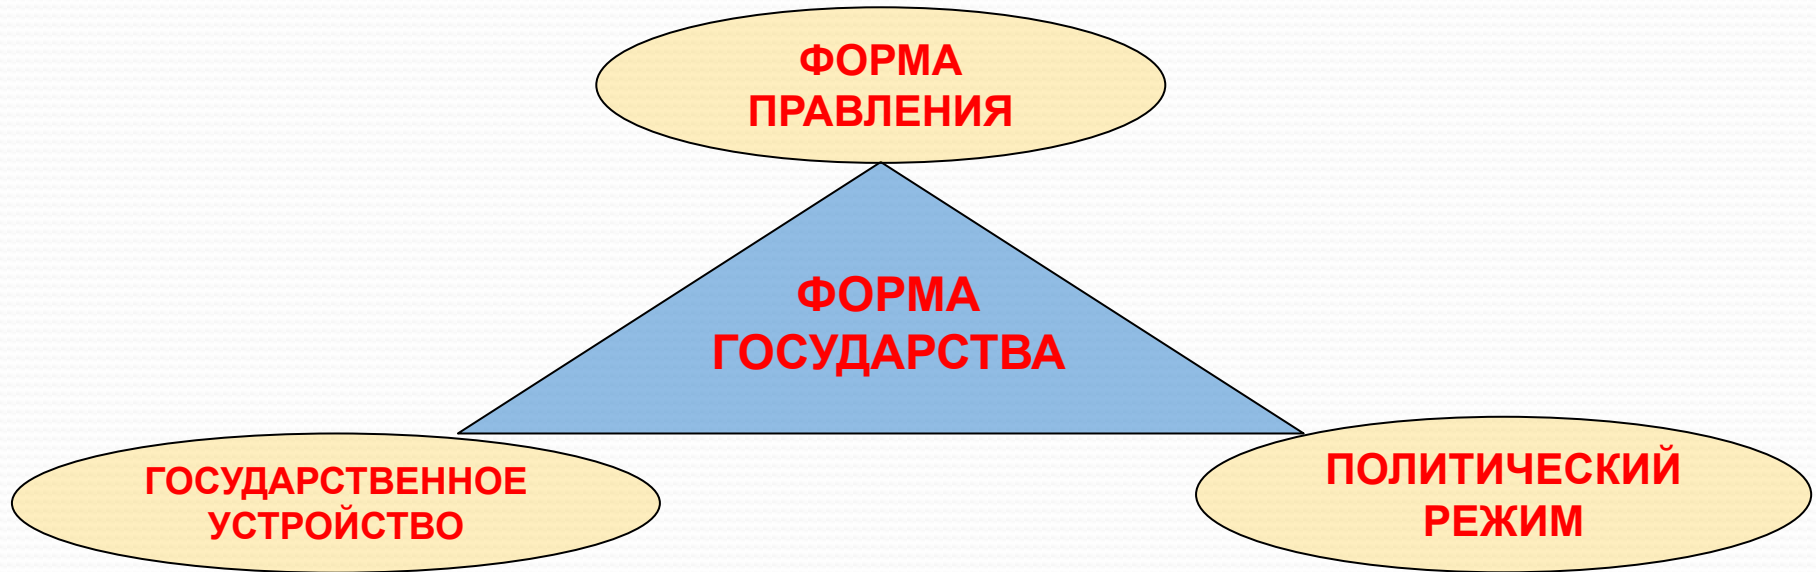 ФОРМА
ПРАВЛЕНИЯ
ФОРМА
ГОСУДАРСТВА
ГОСУДАРСТВЕННОЕ
УСТРОЙСТВО
ПОЛИТИЧЕСКИЙ
РЕЖИМ